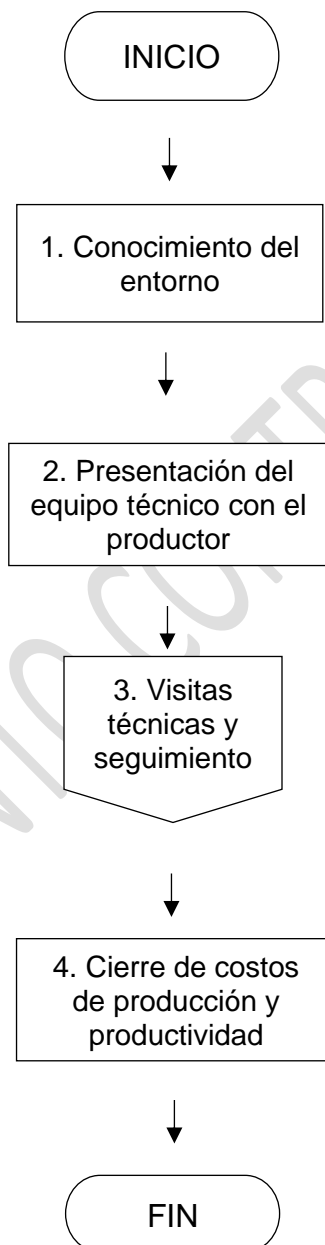 INICIO
1. Conocimiento del
entorno
2. Presentación del
equipo técnico con el
productor
3. Visitas
técnicas y
seguimiento
4. Cierre de costos
de producción y
productividad
FIN